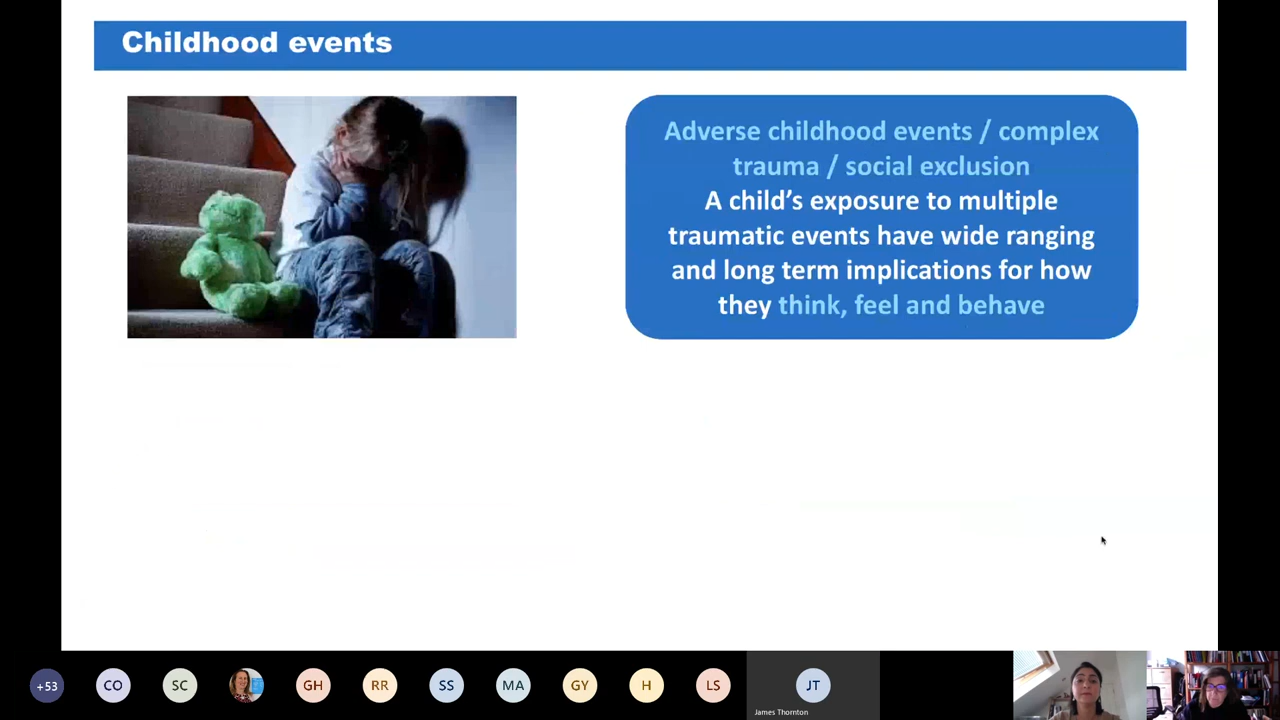 Childhood events
Adverse childhood events / complex
trauma / social exclusion
A child’s exposure to multiple
traumatic events have wide ranging
and long term implications for how
they think, feel and behave
+53
CO
SC
GH
RR
SS
MA
GY
H
LS
JT
James Thornton